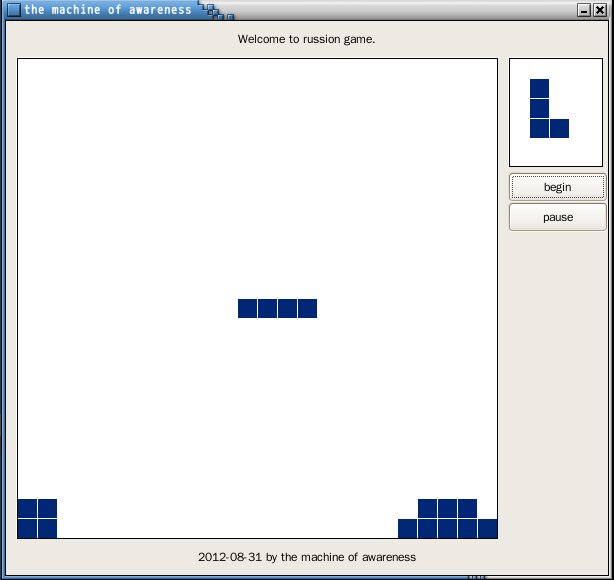 the machine of awareness
Welcome to russion game.
begin
pause
2012-08-31 by the machine of awareness